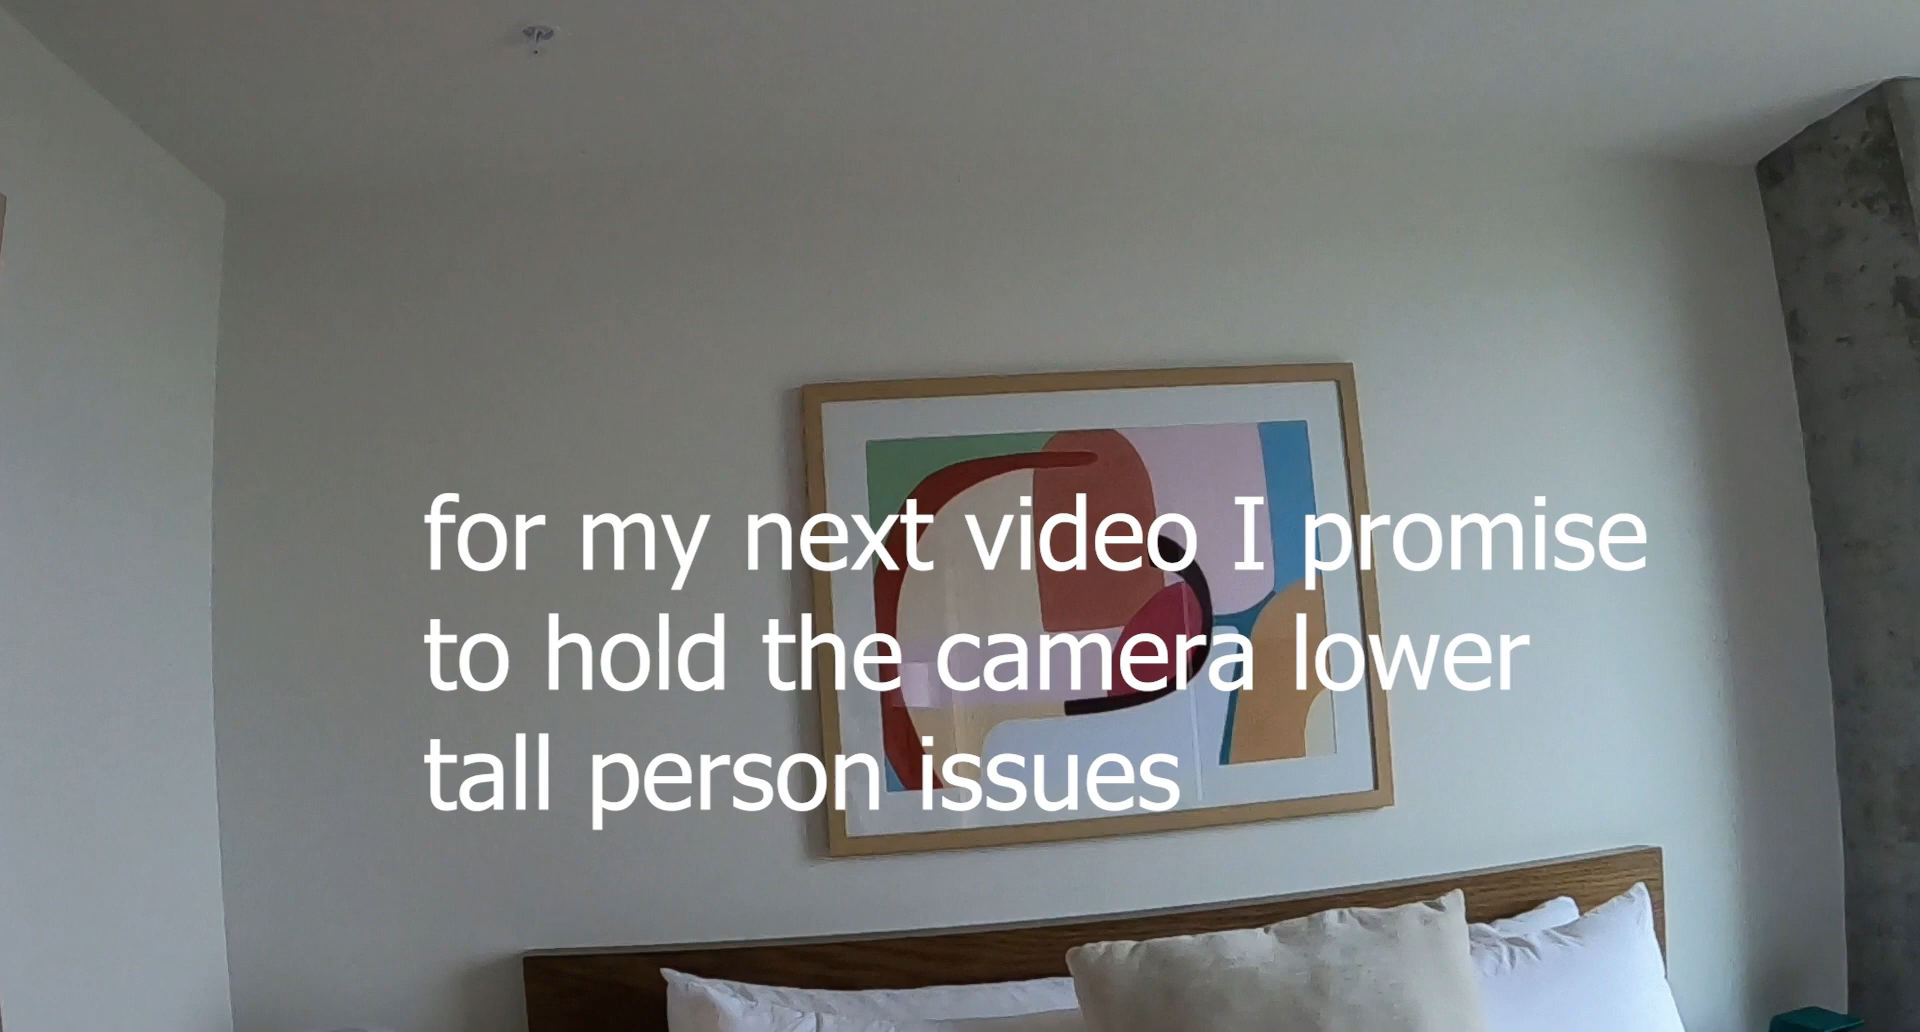 for my next video I promise
to hold the camera lower
tall person issues